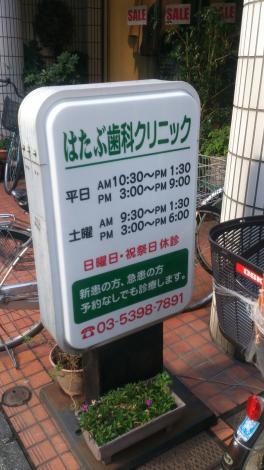 SALE
SALE
はたぶ歯科クリニック
平日 AM 10:30〜PM 1:30
PM 3:00〜PM 9:00
土曜 AM 9:30〜PM 1:30
PM 3:00〜PM 6:00
日曜日・祝祭日 休診
新患の方、急患の方
予約なしでも診療します。
☎03-5398-7891